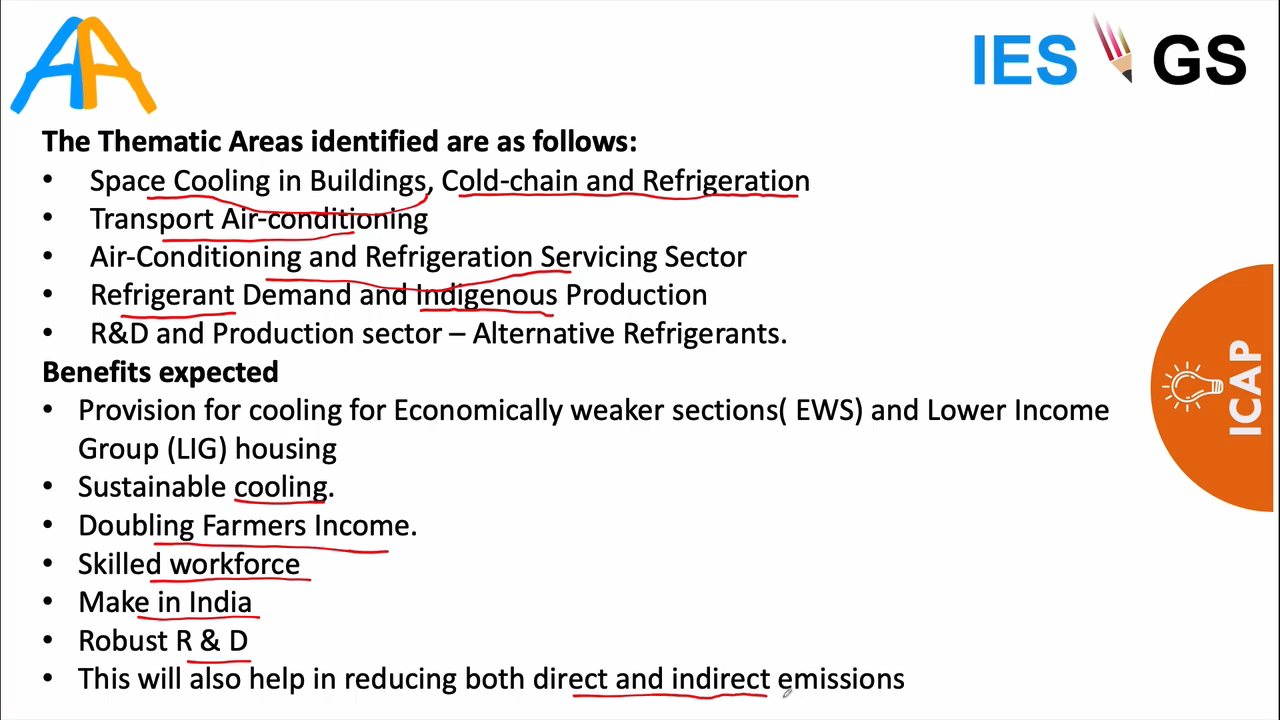 AA
IES GS
The Thematic Areas identified are as follows:
• Space Cooling in Buildings, Cold-chain and Refrigeration
• Transport Air-conditioning
• Air-Conditioning and Refrigeration Servicing Sector
• Refrigerant Demand and Indigenous Production
• R&D and Production sector – Alternative Refrigerants.
Benefits expected
• Provision for cooling for Economically weaker sections( EWS) and Lower Income
Group (LIG) housing
• Sustainable cooling.
• Doubling Farmers Income.
• Skilled workforce
• Make in India
• Robust R & D
• This will also help in reducing both direct and indirect emissions
ICAP